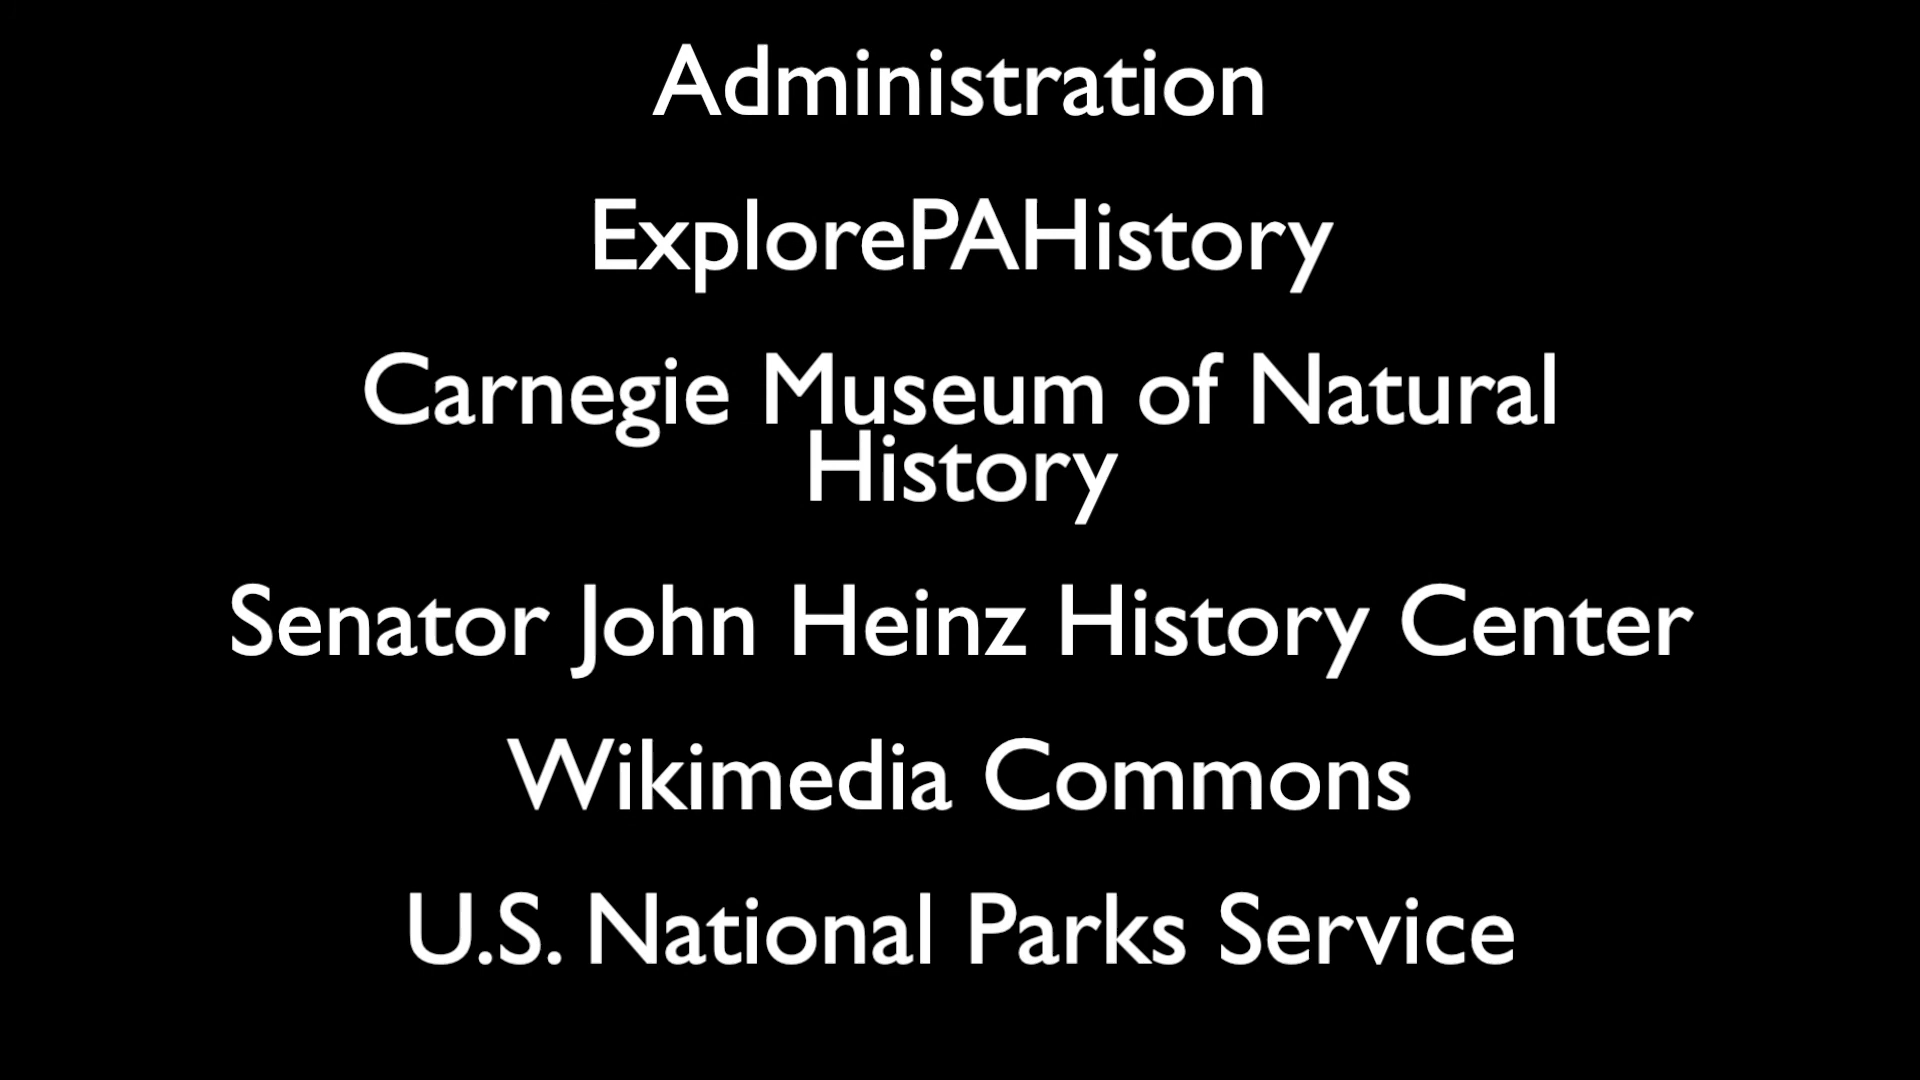 Administration
ExplorePAHistory
Carnegie Museum of Natural
History
Senator John Heinz History Center
Wikimedia Commons
U.S. National Parks Service